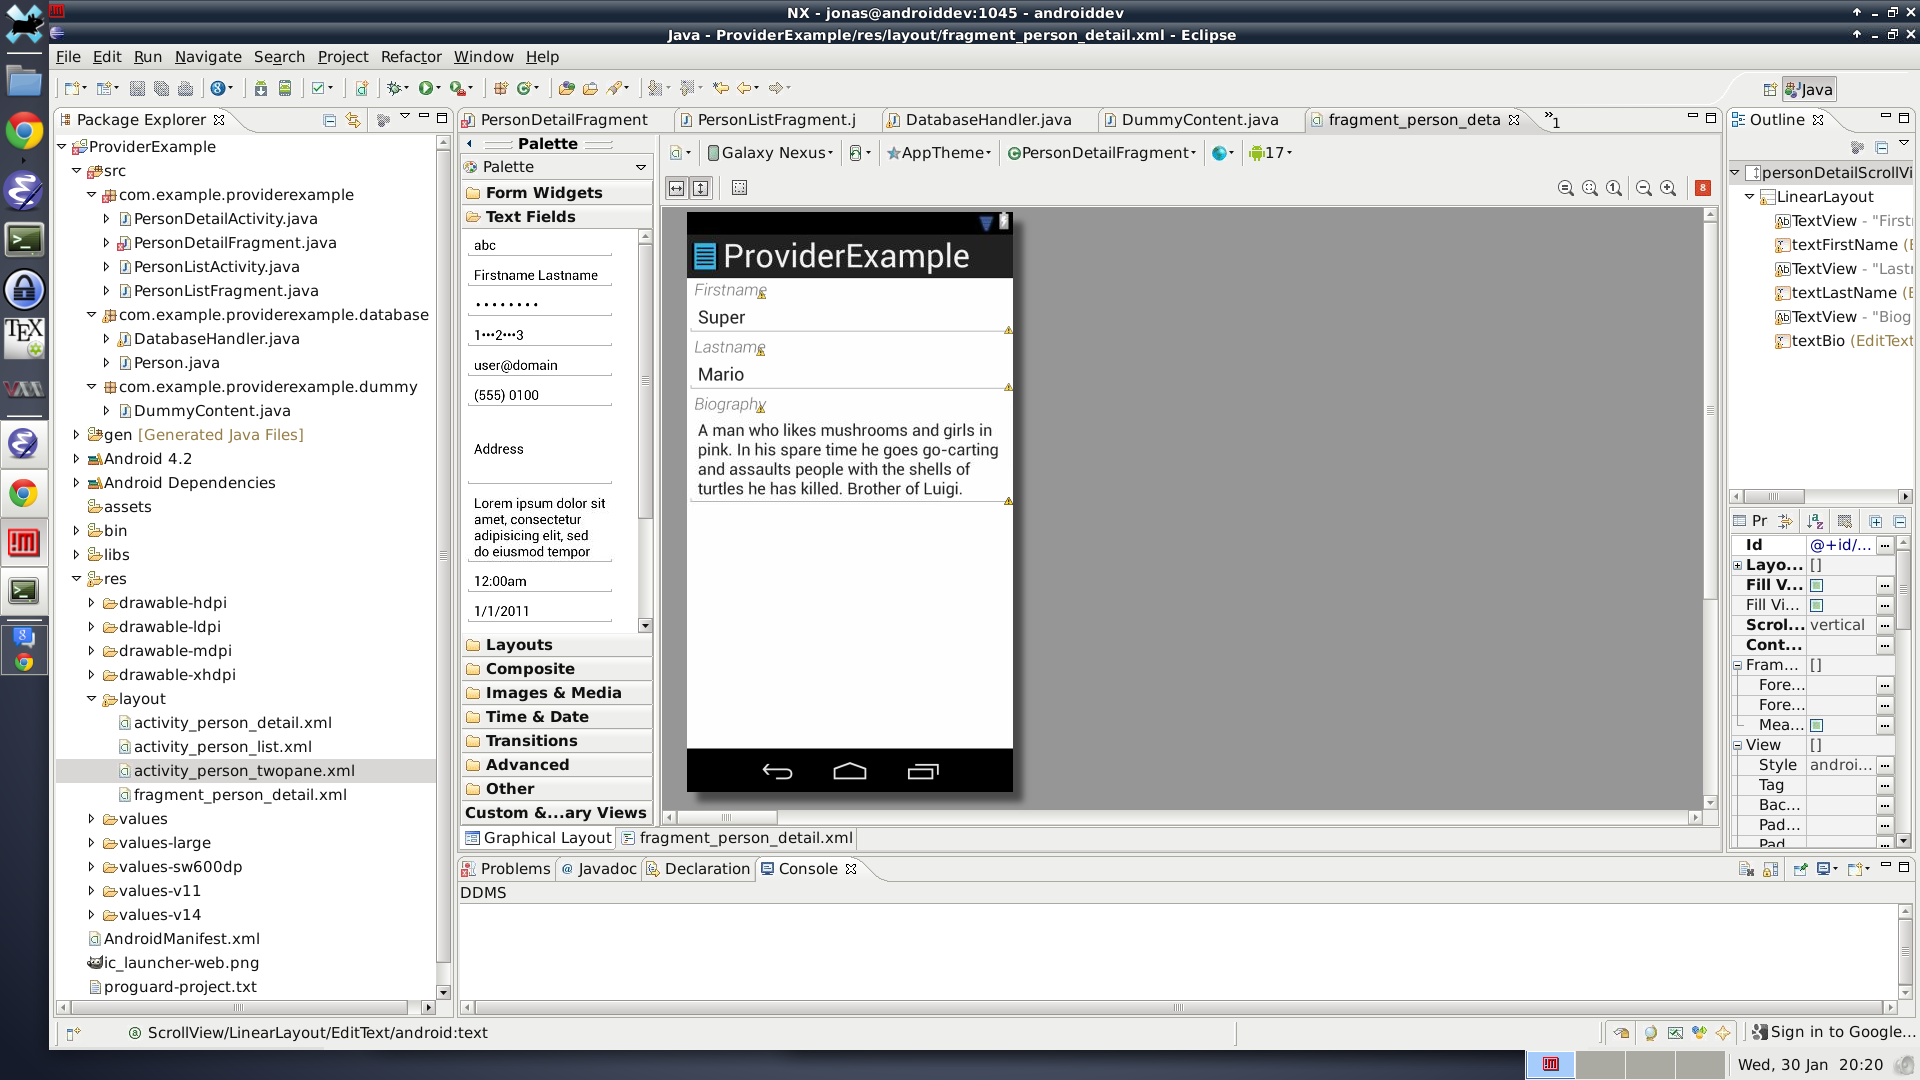 NX - jonas@androiddev:1045 - androiddev
Java - ProviderExample/res/layout/fragment_person_detail.xml - Eclipse
File Edit Run Navigate Search Project Refactor Window Help
Java
Package Explorer
ProviderExample
src
com.example.providerexample
PersonDetailActivity.java
PersonDetailFragment.java
PersonListActivity.java
PersonListFragment.java
com.example.providerexample.database
DatabaseHandler.java
Person.java
com.example.providerexample.dummy
DummyContent.java
gen [Generated Java Files]
Android 4.2
Android Dependencies
assets
bin
libs
res
drawable-hdpi
drawable-ldpi
drawable-mdpi
drawable-xhdpi
layout
activity_person_detail.xml
activity_person_list.xml
activity_person_twopane.xml
fragment_person_detail.xml
values
values-large
values-sw600dp
values-v11
values-v14
AndroidManifest.xml
ic_launcher-web.png
proguard-project.txt
PersonDetailFragment PersonListFragment.j DatabaseHandler.java DummyContent.java fragment_person_deta »1
Palette
Palette
Form Widgets
Text Fields
abc
Firstname Lastname
••••••••
1•••2•••3
user@domain
(555) 0100
Address
Lorem ipsum dolor sit
amet, consectetur
adipisicing elit, sed
do eiusmod tempor
12:00am
1/1/2011
Layouts
Composite
Images & Media
Time & Date
Transitions
Advanced
Other
Custom &...ary Views
Galaxy Nexus AppTheme PersonDetailFragment 17
8
ProviderExample
Firstname
Super
Lastname
Mario
Biography
A man who likes mushrooms and girls in
pink. In his spare time he goes go-carting
and assaults people with the shells of
turtles he has killed. Brother of Luigi.
Graphical Layout fragment_person_detail.xml
Problems Javadoc Declaration Console
DDMS
Outline
personDetailScrollVi
LinearLayout
TextView - "First
textFirstName (E
TextView - "Last
textLastName (E
TextView - "Biog
textBio (EditText
Pr
Id @+id/...
Layo... []
Fill V...
Fill Vi...
Scrol... vertical
Cont...
Fram... []
Fore...
Fore...
Mea...
View []
Style androi...
Tag
Bac...
Pad...
Pad
ScrollView/LinearLayout/EditText/android:text
Sign in to Google...
Wed, 30 Jan 20:20
TEX